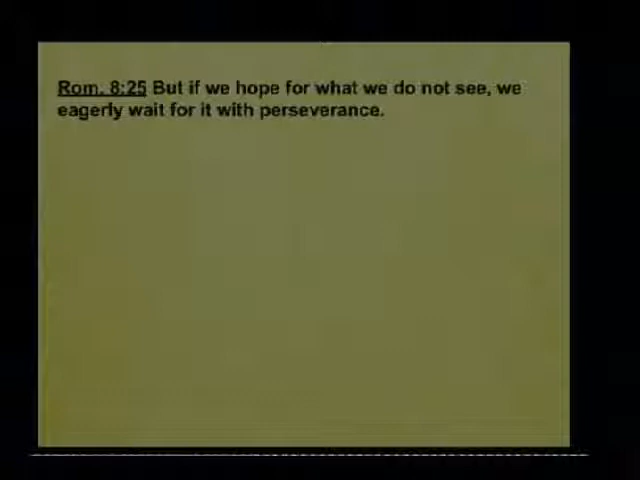 Rom. 8:25 But if we hope for what we do not see, we
eagerly wait for it with perseverance.